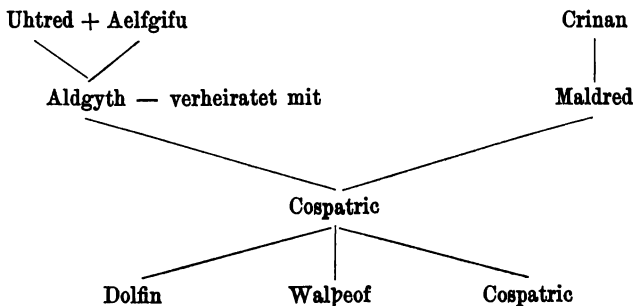 Uhtred + Aelfgifu Crinan
Aldgyth — verheiratet mit Maldred
Cospatric
Dolfin Walþeof Cospatric